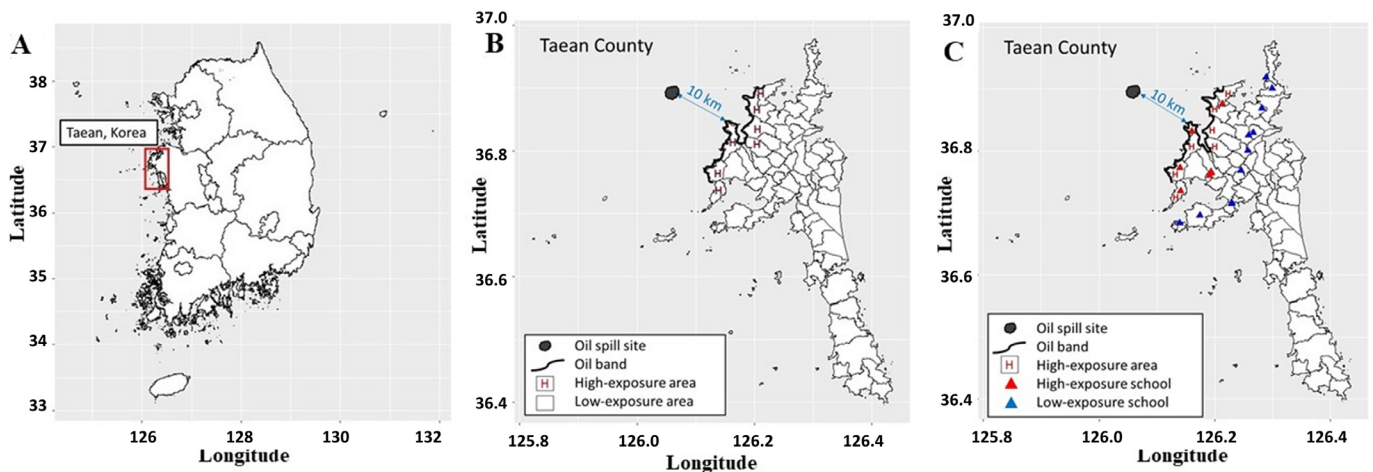 A
38
37
36
35
34
33
126
128
130
132
Latitude
Longitude
Taean, Korea
B
Taean County
37.0
36.8
36.6
36.4
125.8
126.0
126.2
126.4
Latitude
Longitude
10 km
H
H
H
H
H
H
Oil spill site
Oil band
H High-exposure area
Low-exposure area
C
Taean County
37.0
36.8
36.6
36.4
125.8
126.0
126.2
126.4
Latitude
Longitude
10 km
H
H
H
H
H
H
H
Oil spill site
Oil band
H High-exposure area
High-exposure school
Low-exposure school